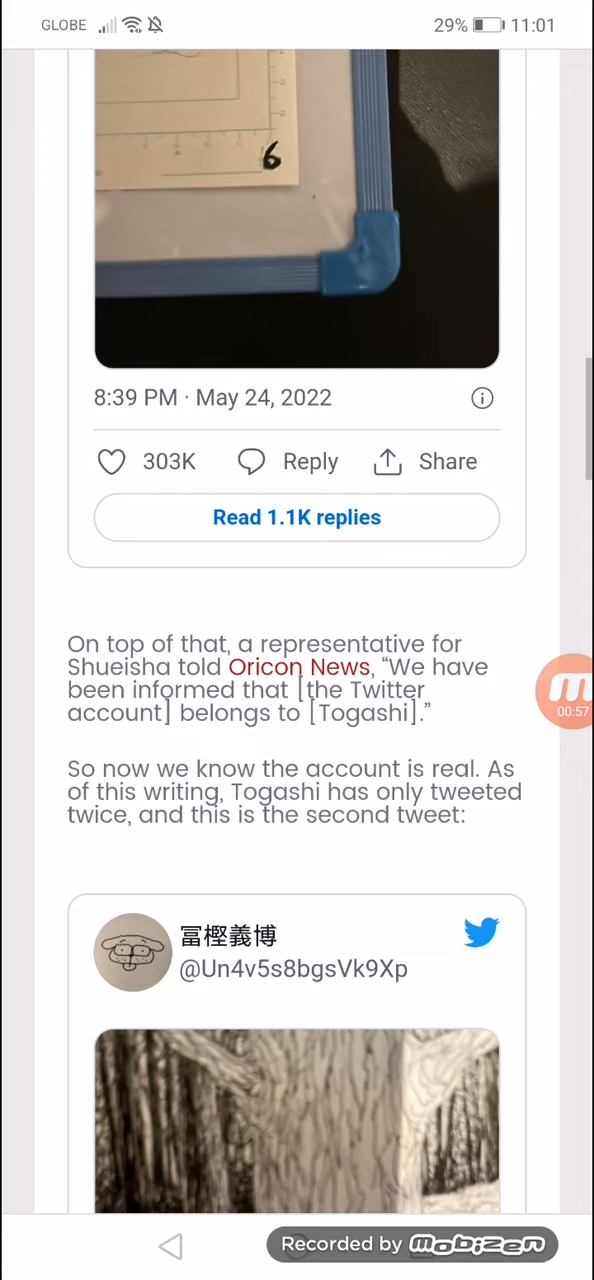 GLOBE
29% 11:01
6
8:39 PM · May 24, 2022
303K Reply Share
Read 1.1K replies
On top of that, a representative for
Shueisha told Oricon News, “We have
been informed that [the Twitter
account] belongs to [Togashi].”
00:57
So now we know the account is real. As
of this writing, Togashi has only tweeted
twice, and this is the second tweet:
冨樫義博
@Un4v5s8bgsVk9Xp
Recorded by mobizen